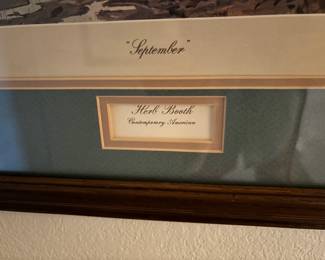 "September"
Herb Booth
Contemporary American